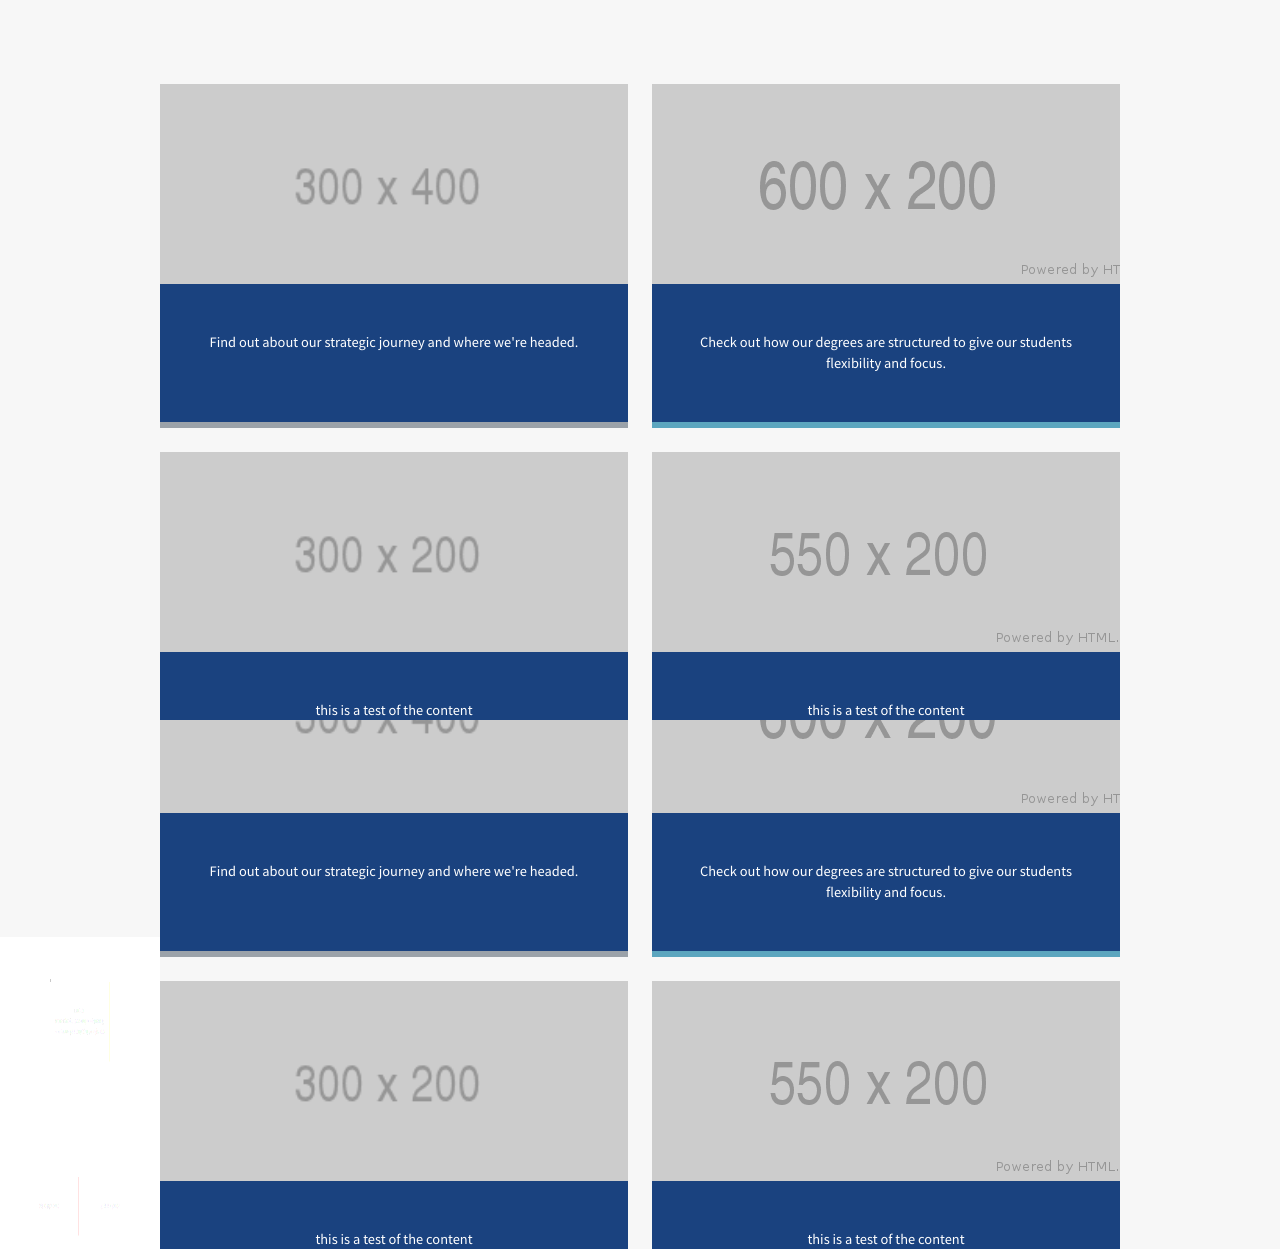 300 x 400
600 x 200
Powered by HT
Find out about our strategic journey and where we're headed.
Check out how our degrees are structured to give our students
flexibility and focus.
300 x 200
550 x 200
Powered by HTML.
this is a test of the content
this is a test of the content
300 x 400
600 x 200
Powered by HT
Find out about our strategic journey and where we're headed.
Check out how our degrees are structured to give our students
flexibility and focus.
300 x 200
550 x 200
Powered by HTML.
this is a test of the content
this is a test of the content